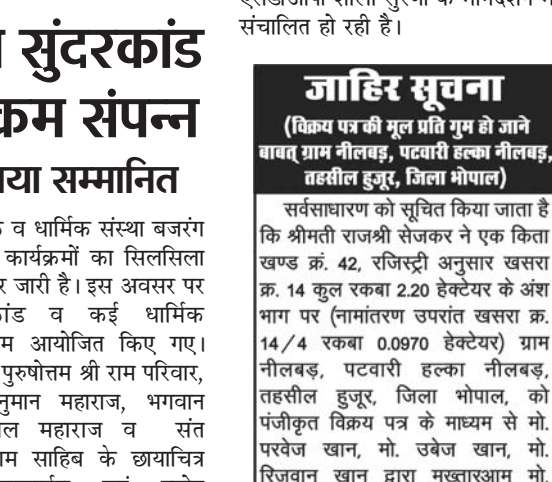 संचालित हो रही है।
सुंदरकांड
संपन्न
सम्मानित
व धार्मिक संस्था बजरंग
कार्यक्रमों का सिलसिला
जारी है। इस अवसर पर
व कई धार्मिक
आयोजित किए गए।
पुरुषोत्तम श्री राम परिवार,
महाराज, भगवान
महाराज व संत
साहिब के छायाचित्र
जाहिर सूचना
(विक्रय पत्र की मूल प्रति गुम हो जाने
बाबत् ग्राम नीलबड़, पटवारी हल्का नीलबड़,
तहसील हुजूर, जिला भोपाल)
सर्वसाधारण को सूचित किया जाता है
कि श्रीमती राजश्री सेजकर ने एक किता
खण्ड क्रं. 42, रजिस्ट्री अनुसार खसरा
क्र. 14 कुल रकबा 2.20 हेक्टेयर के अंश
भाग पर (नामांतरण उपरांत खसरा क्र.
14/4 रकबा 0.0970 हेक्टेयर) ग्राम
नीलबड़, पटवारी हल्का नीलबड़,
तहसील हुजूर, जिला भोपाल, को
पंजीकृत विक्रय पत्र के माध्यम से मो.
परवेज खान, मो. उबेज खान, मो.
रिजवान खान द्वारा मुख्तारआम मो.